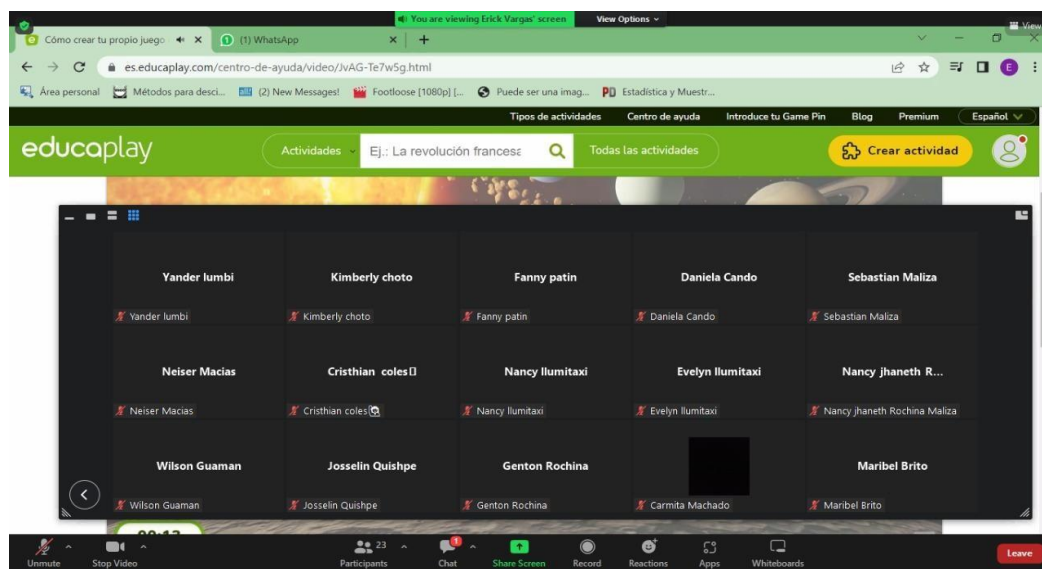 You are viewing Erick Vargas' screen View Options
View
Cómo crear tu propio juego
(1) WhatsApp
es.educaplay.com/centro-de-ayuda/video/JvAG-Te7wSg.html
E
Área personal Métodos para desci... (2) New Messages! Footloose [1080p] [... Puede ser una imag... PD Estadística y Muestr...
Tipos de actividades Centro de ayuda Introduce tu Game Pin Blog Premium Español
educaplay Actividades Ej.: La revolución francesa Todas las actividades Crear actividad
Yander lumbi Kimberly choto Fanny patin Daniela Cando Sebastian Maliza
Yander lumbi Kimberly choto Fanny patin Daniela Cando Sebastian Maliza
Neiser Macias Cristhian coles Nancy llumitaxi Evelyn llumitaxi Nancy jhaneth R...
Neiser Macias Cristhian coles Nancy llumitaxi Evelyn llumitaxi Nancy jhaneth Rochina Maliza
Wilson Guaman Josselin Quishpe Genton Rochina Maribel Brito
Wilson Guaman Josselin Quishpe Genton Rochina Carmita Machado Maribel Brito
23
Unmute Stop Video Participants Chat Share Screen Record Reactions Apps Whiteboards Leave